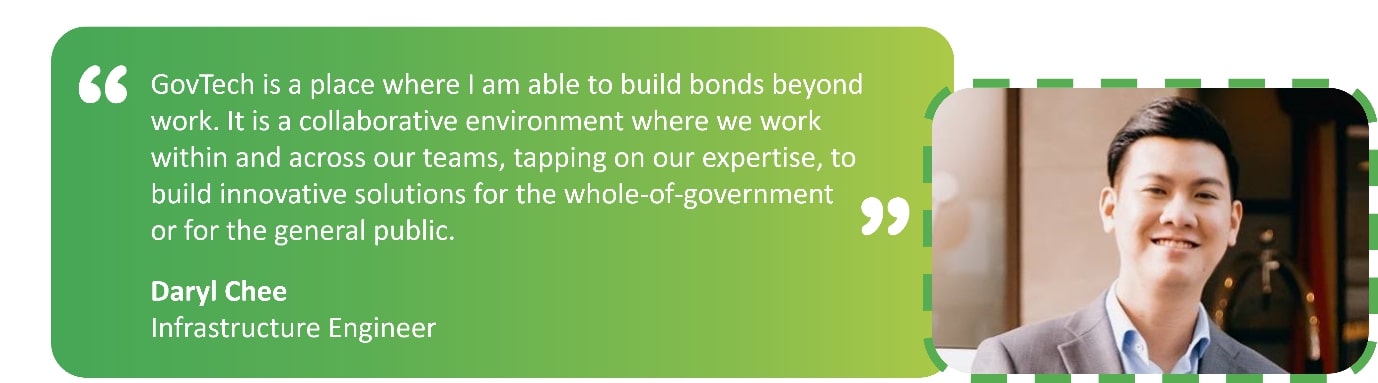 “ GovTech is a place where I am able to build bonds beyond
work. It is a collaborative environment where we work
within and across our teams, tapping on our expertise, to
build innovative solutions for the whole-of-government
or for the general public. ”
Daryl Chee
Infrastructure Engineer